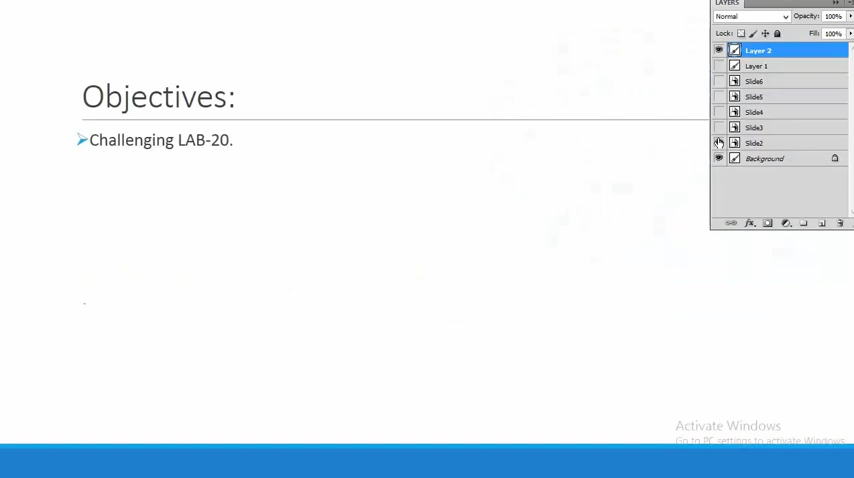 LAYERS
Normal Opacity: 100%
Lock: Fill: 100%
Layer 2
Layer 1
Slide6
Slide5
Slide4
Slide3
Slide2
Background
fx
Objectives:
Challenging LAB-20.
Activate Windows
Go to PC settings to activate Windows.